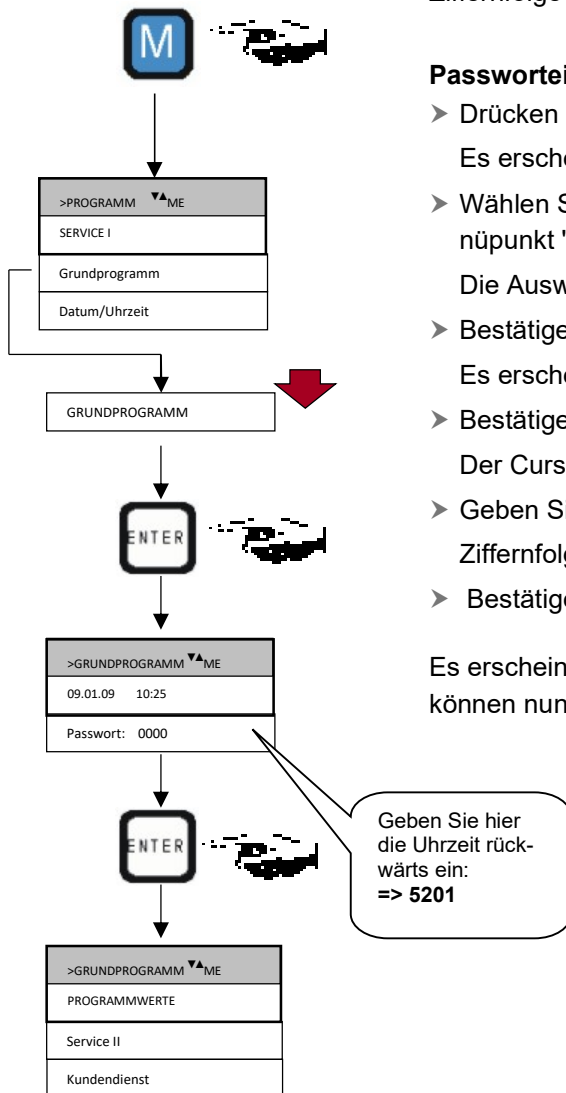 M
>PROGRAMM ▼▲ME
SERVICE I
Grundprogramm
Datum/Uhrzeit
GRUNDPROGRAMM
ENTER
>GRUNDPROGRAMM ▼▲ME
09.01.09 10:25
Passwort: 0000
ENTER
Geben Sie hier
die Uhrzeit rück-
wärts ein:
=> 5201
>GRUNDPROGRAMM ▼▲ME
PROGRAMMWERTE
Service II
Kundendienst
Passwortei
➤ Drücken
Es ersche
➤ Wählen S
nüpunkt "
Die Ausw
➤ Bestätige
Es ersche
➤ Bestätige
Der Curs
➤ Geben Si
Ziffernfolg
➤ Bestätige
Es erschein
können nun